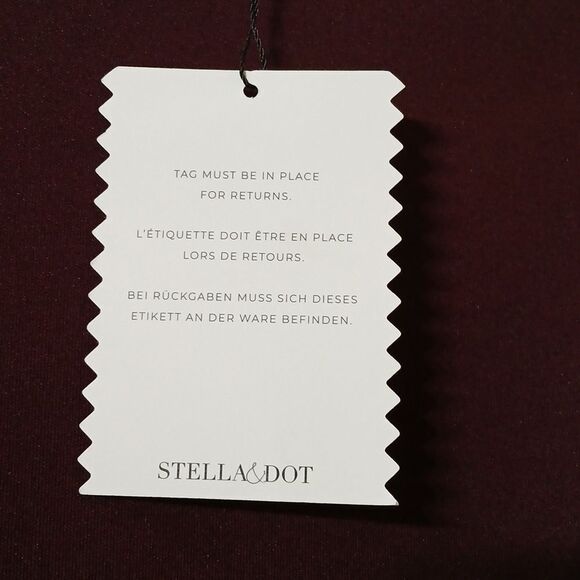 TAG MUST BE IN PLACE
FOR RETURNS.
L'ÉTIQUETTE DOIT ÊTRE EN PLACE
LORS DE RETOURS.
BEI RÜCKGABEN MUSS SICH DIESES
ETIKETT AN DER WARE BEFINDEN.
STELLA&DOT